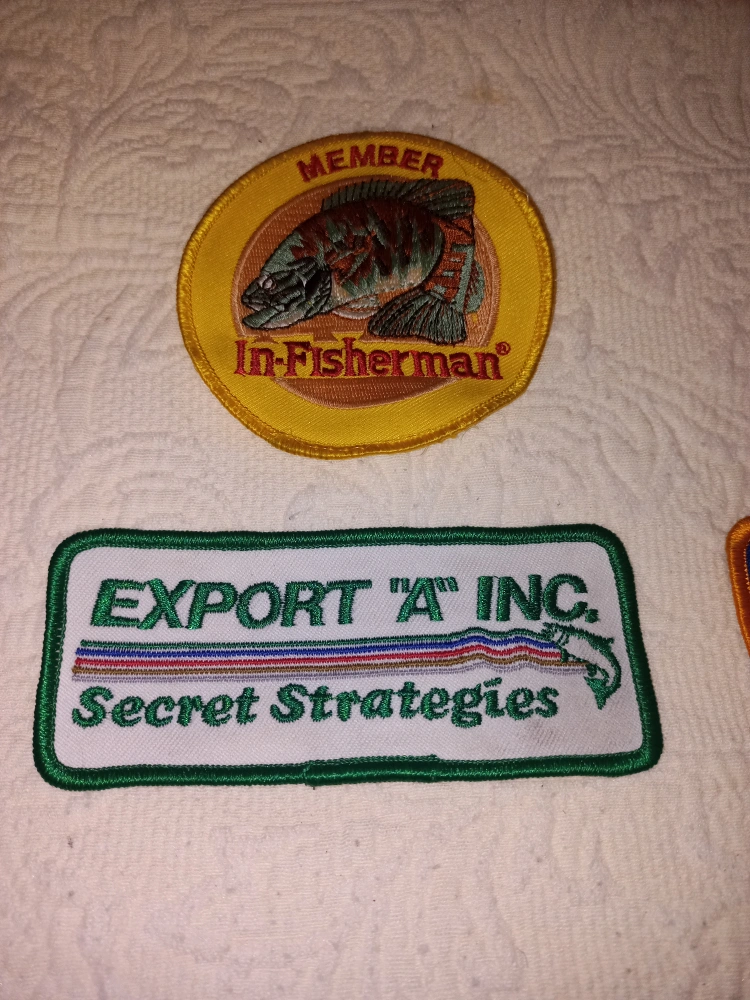 MEMBER
In-Fisherman®
EXPORT "A" INC.
Secret Strategies